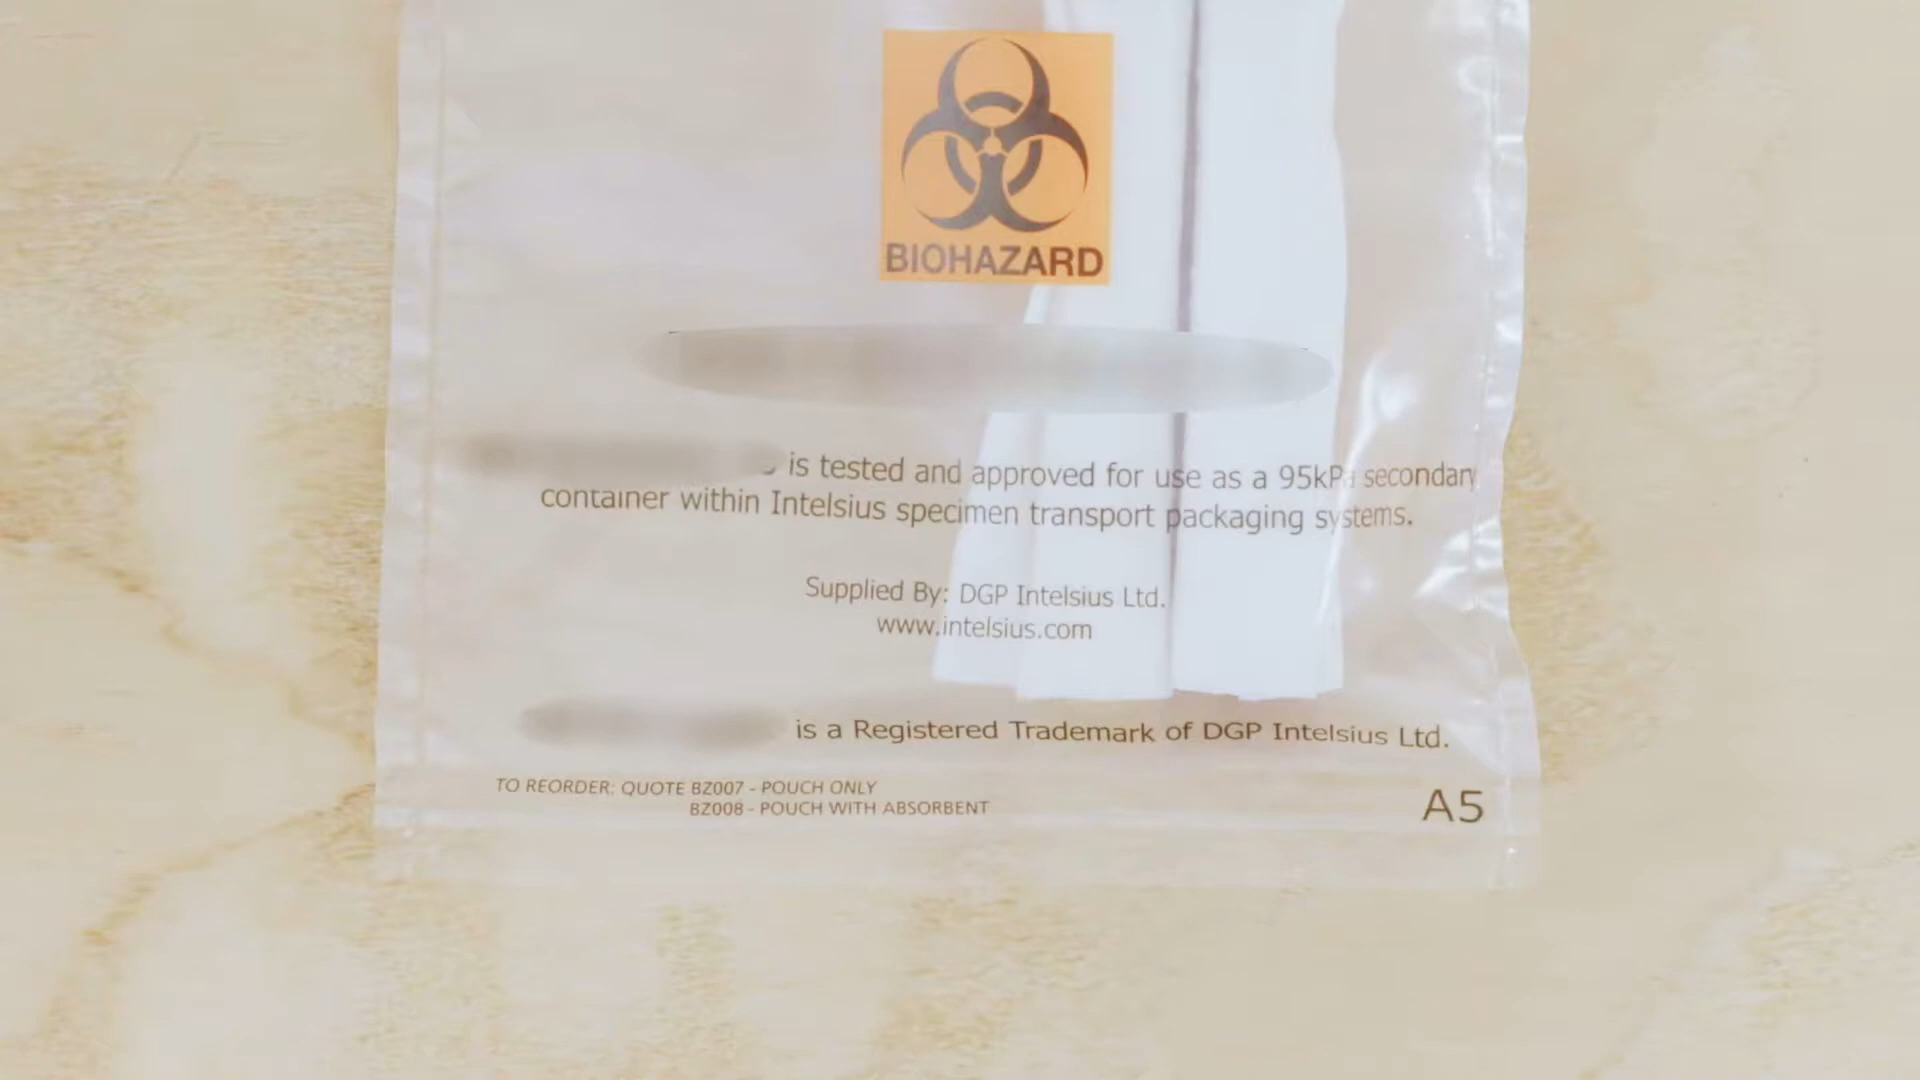 BIOHAZARD
is tested and approved for use as a 95kPa secondary
container within Intelsius specimen transport packaging systems.
Supplied By: DGP Intelsius Ltd.
www.intelsius.com
is a Registered Trademark of DGP Intelsius Ltd.
TO REORDER: QUOTE BZ007 - POUCH ONLY
BZ008 - POUCH WITH ABSORBENT
A5